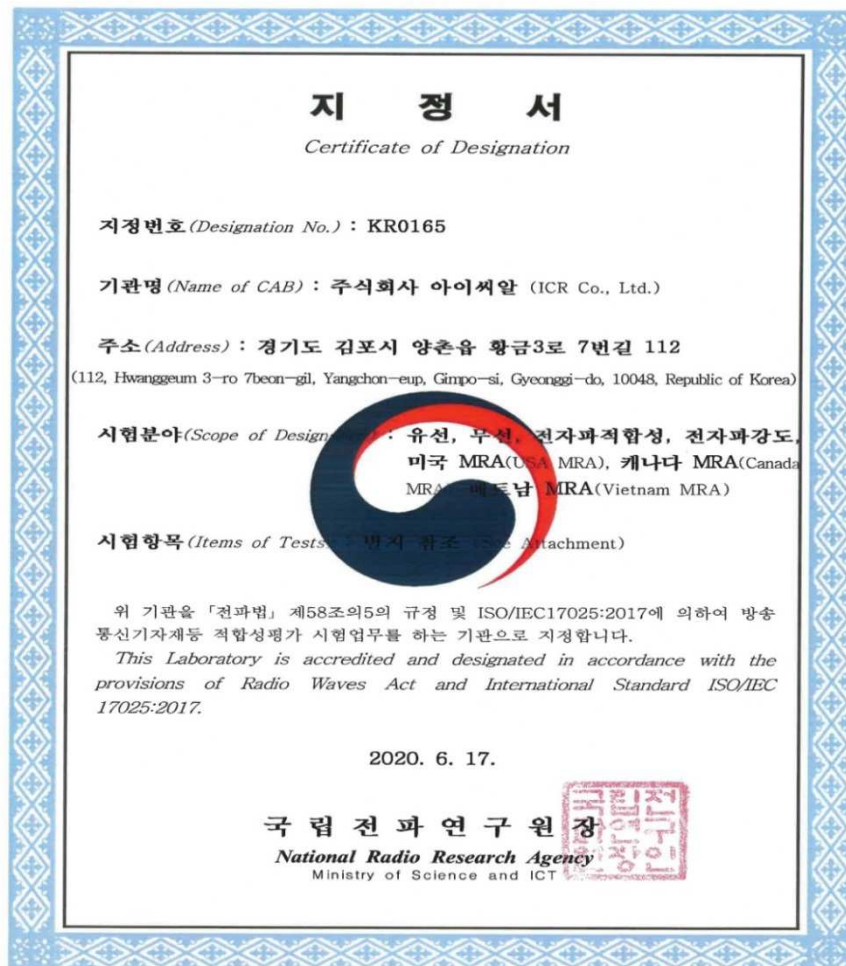 지 정 서
Certificate of Designation
지정번호(Designation No.) : KR0165
기관명(Name of CAB) : 주식회사 아이씨알 (ICR Co., Ltd.)
주소(Address) : 경기도 김포시 양촌읍 황금3로 7번길 112
(112, Hwanggeum 3-ro 7beon-gil, Yangchon-eup, Gimpo-si, Gyeonggi-do, 10048, Republic of Korea)
시험분야(Scope of Design : 유선, 무선, 전자파적합성, 전자파강도,
미국 MRA(USA MRA), 캐나다 MRA(Canada
MRA 베트남 MRA(Vietnam MRA)
시험항목(Items of Tests : 별지 참조 Attachment)
위 기관을 「전파법」 제58조의5의 규정 및 ISO/IEC17025:2017에 의하여 방송
통신기자재등 적합성평가 시험업무를 하는 기관으로 지정합니다.
This Laboratory is accredited and designated in accordance with the
provisions of Radio Waves Act and International Standard ISO/IEC
17025:2017.
2020. 6. 17.
국립전파연구원장
National Radio Research Agency
Ministry of Science and ICT